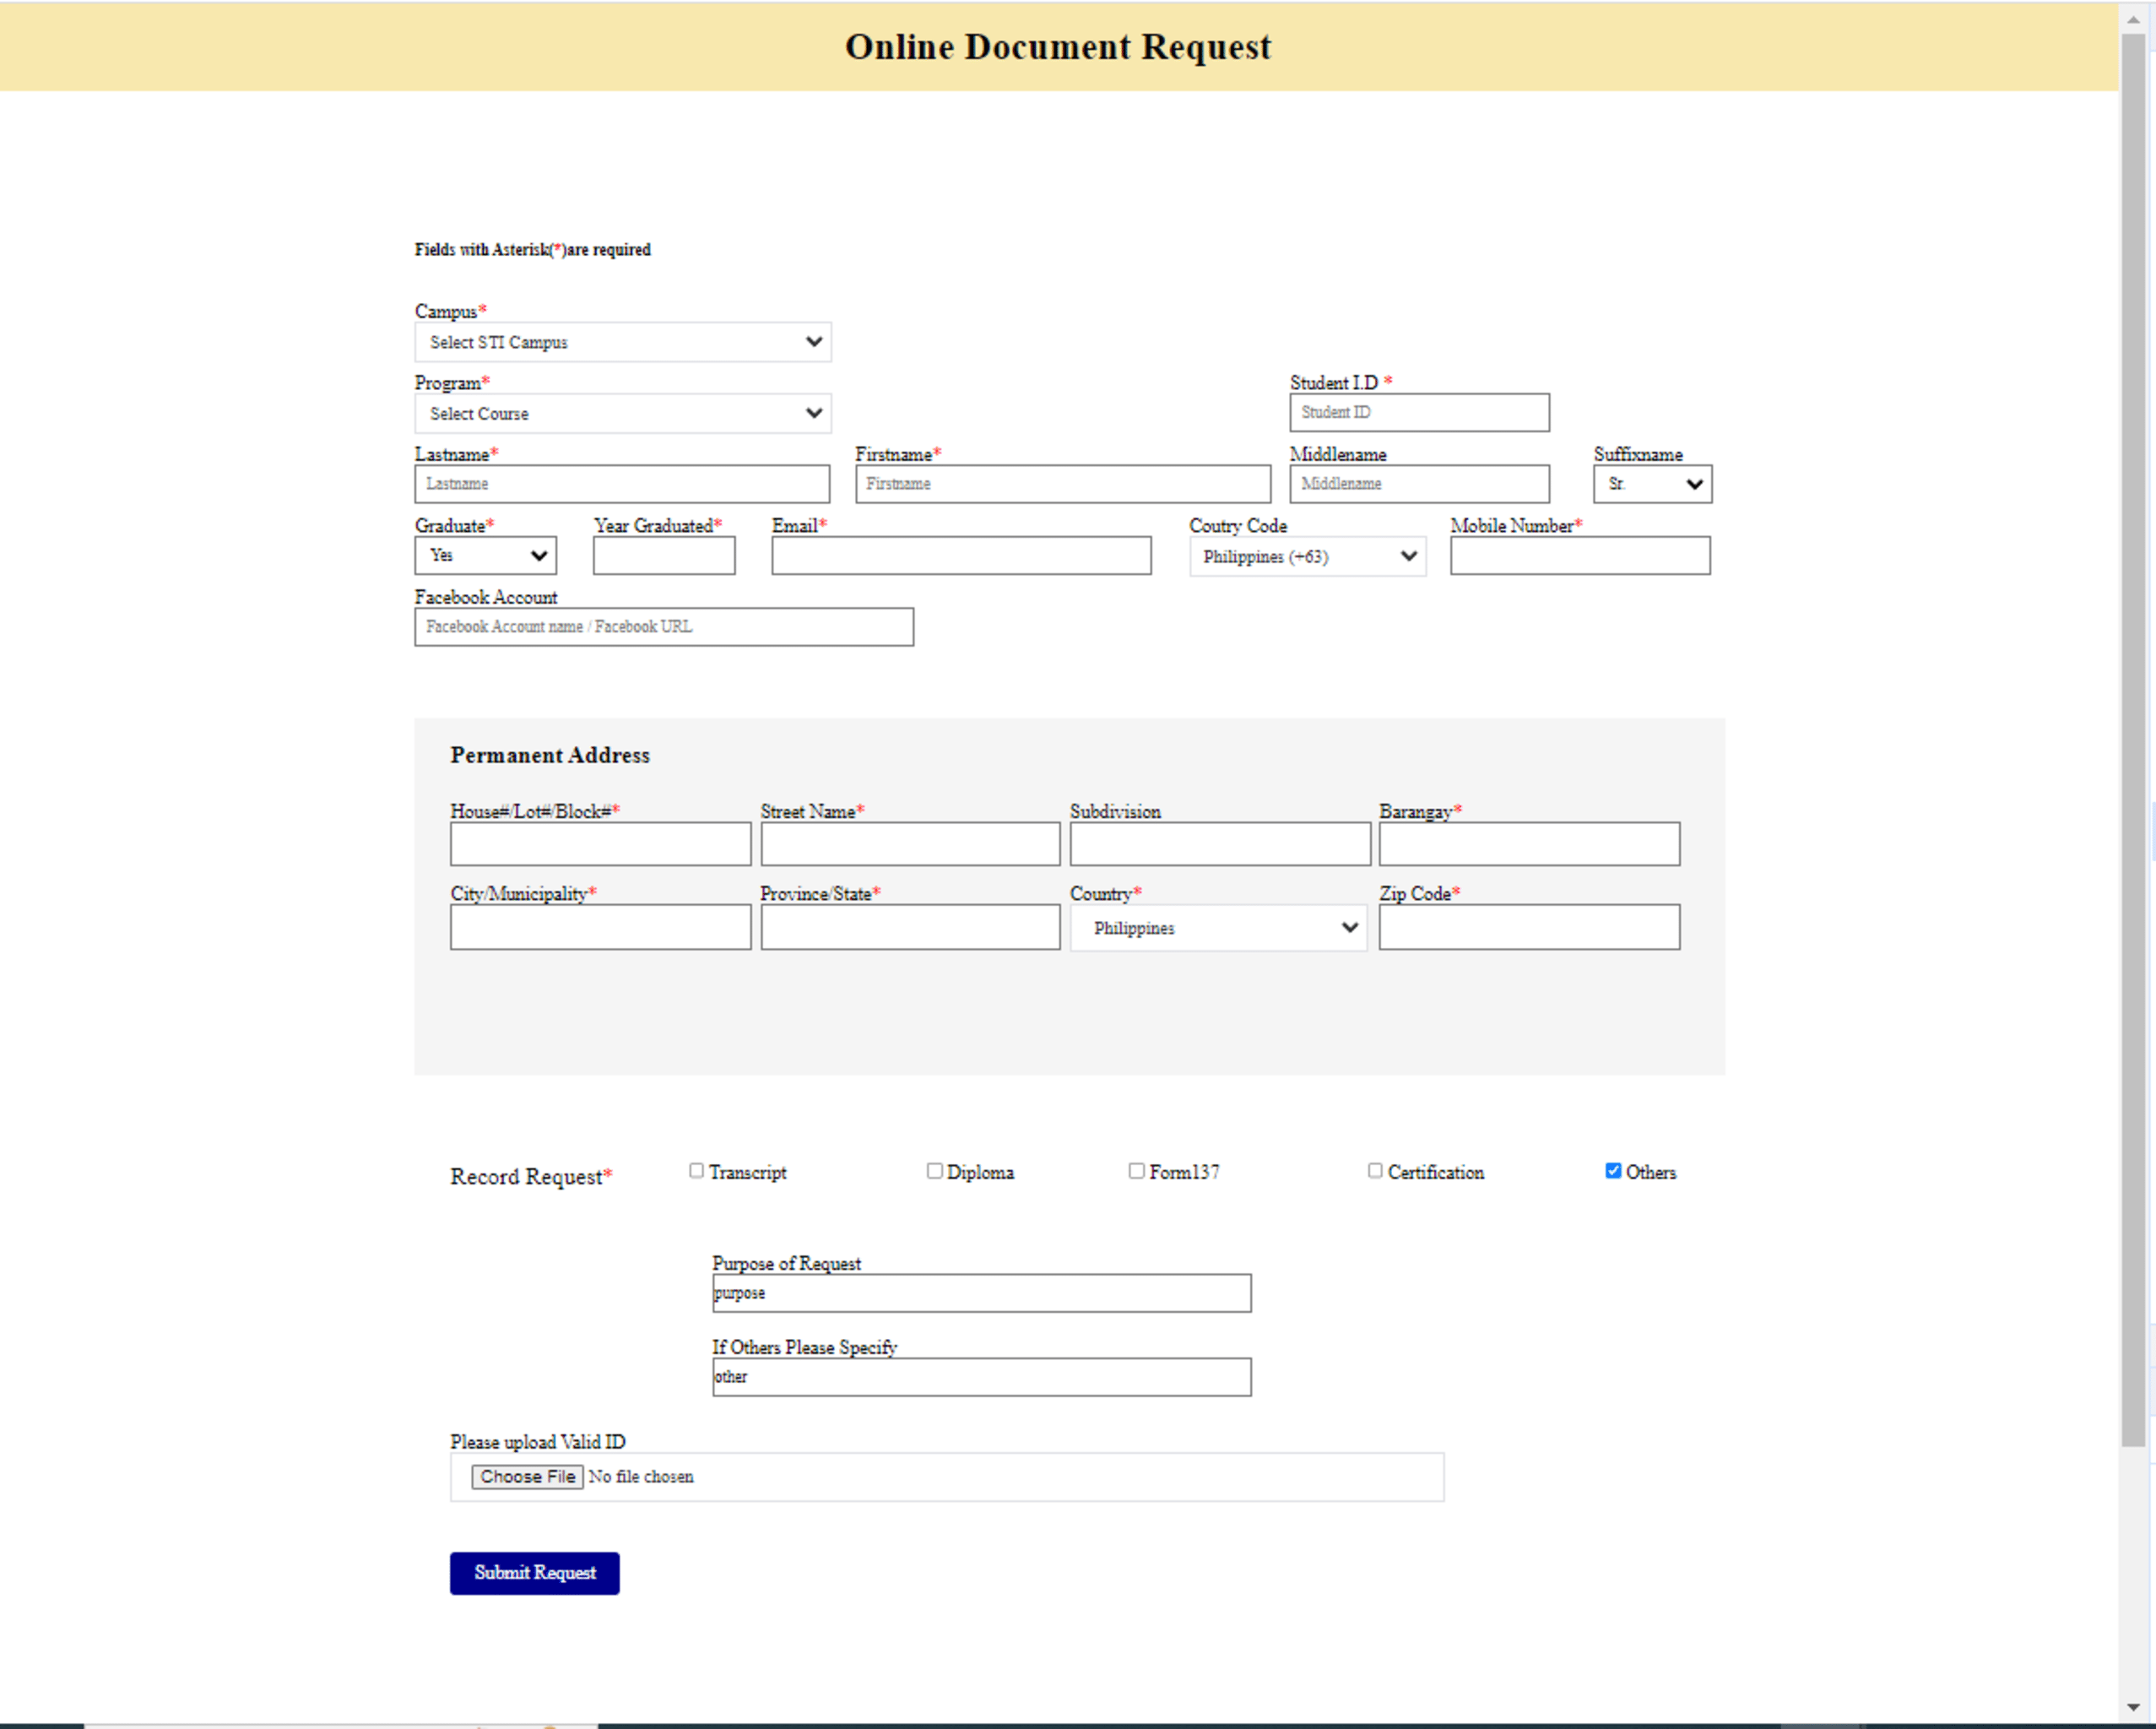 Online Document Request
Fields with Asterisk(*)are required
Campus*
Select STI Campus
Program* Student I.D *
Select Course Student ID
Lastname* Firstname* Middlename Suffixname
Lastname Firstname Middlename Sr.
Graduate* Year Graduated* Email* Coutry Code Mobile Number*
Yes Philippines (+63)
Facebook Account
Facebook Account name / Facebook URL
Permanent Address
House#/Lot#/Block#* Street Name* Subdivision Barangay*
City/Municipality* Province/State* Country* Zip Code*
Philippines
Record Request* Transcript Diploma Form137 Certification Others
Purpose of Request
purpose
If Others Please Specify
other
Please upload Valid ID
Choose File No file chosen
Submit Request